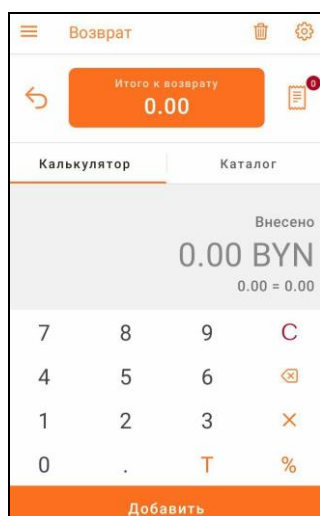 Возврат
Итого к возврату
0.00
0
Калькулятор Каталог
Внесено
0.00 BYN
0.00 = 0.00
7 8 9 C
4 5 6
1 2 3 ×
0 . T %
Добавить